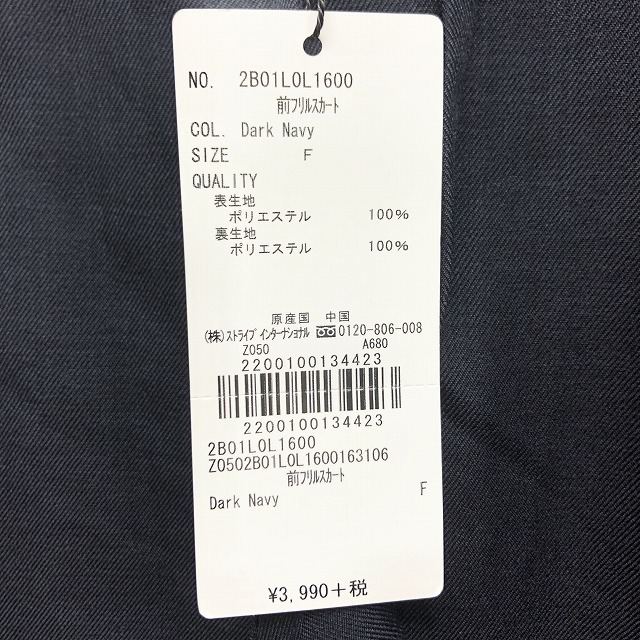 NO. 2B01L0L1600
前フリルスカート
COL. Dark Navy
SIZE F
QUALITY
表生地
ポリエステル 100%
裏生地
ポリエステル 100%
原産国 中国
(株)ストライプインターナショナル 0120-806-008
Z050 A680
2200100134423
2200100134423
2B01L0L1600
Z0502B01L0L1600163106
前フリルスカート
Dark Navy F
¥3,990+税